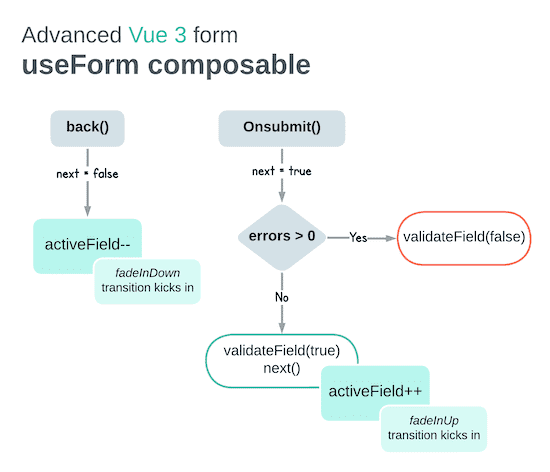 Advanced Vue 3 form
useForm composable
back()
next = false
activeField--
fadeInDown
transition kicks in
Onsubmit()
next = true
errors > 0
Yes
validateField(false)
No
validateField(true)
next()
activeField++
fadeInUp
transition kicks in